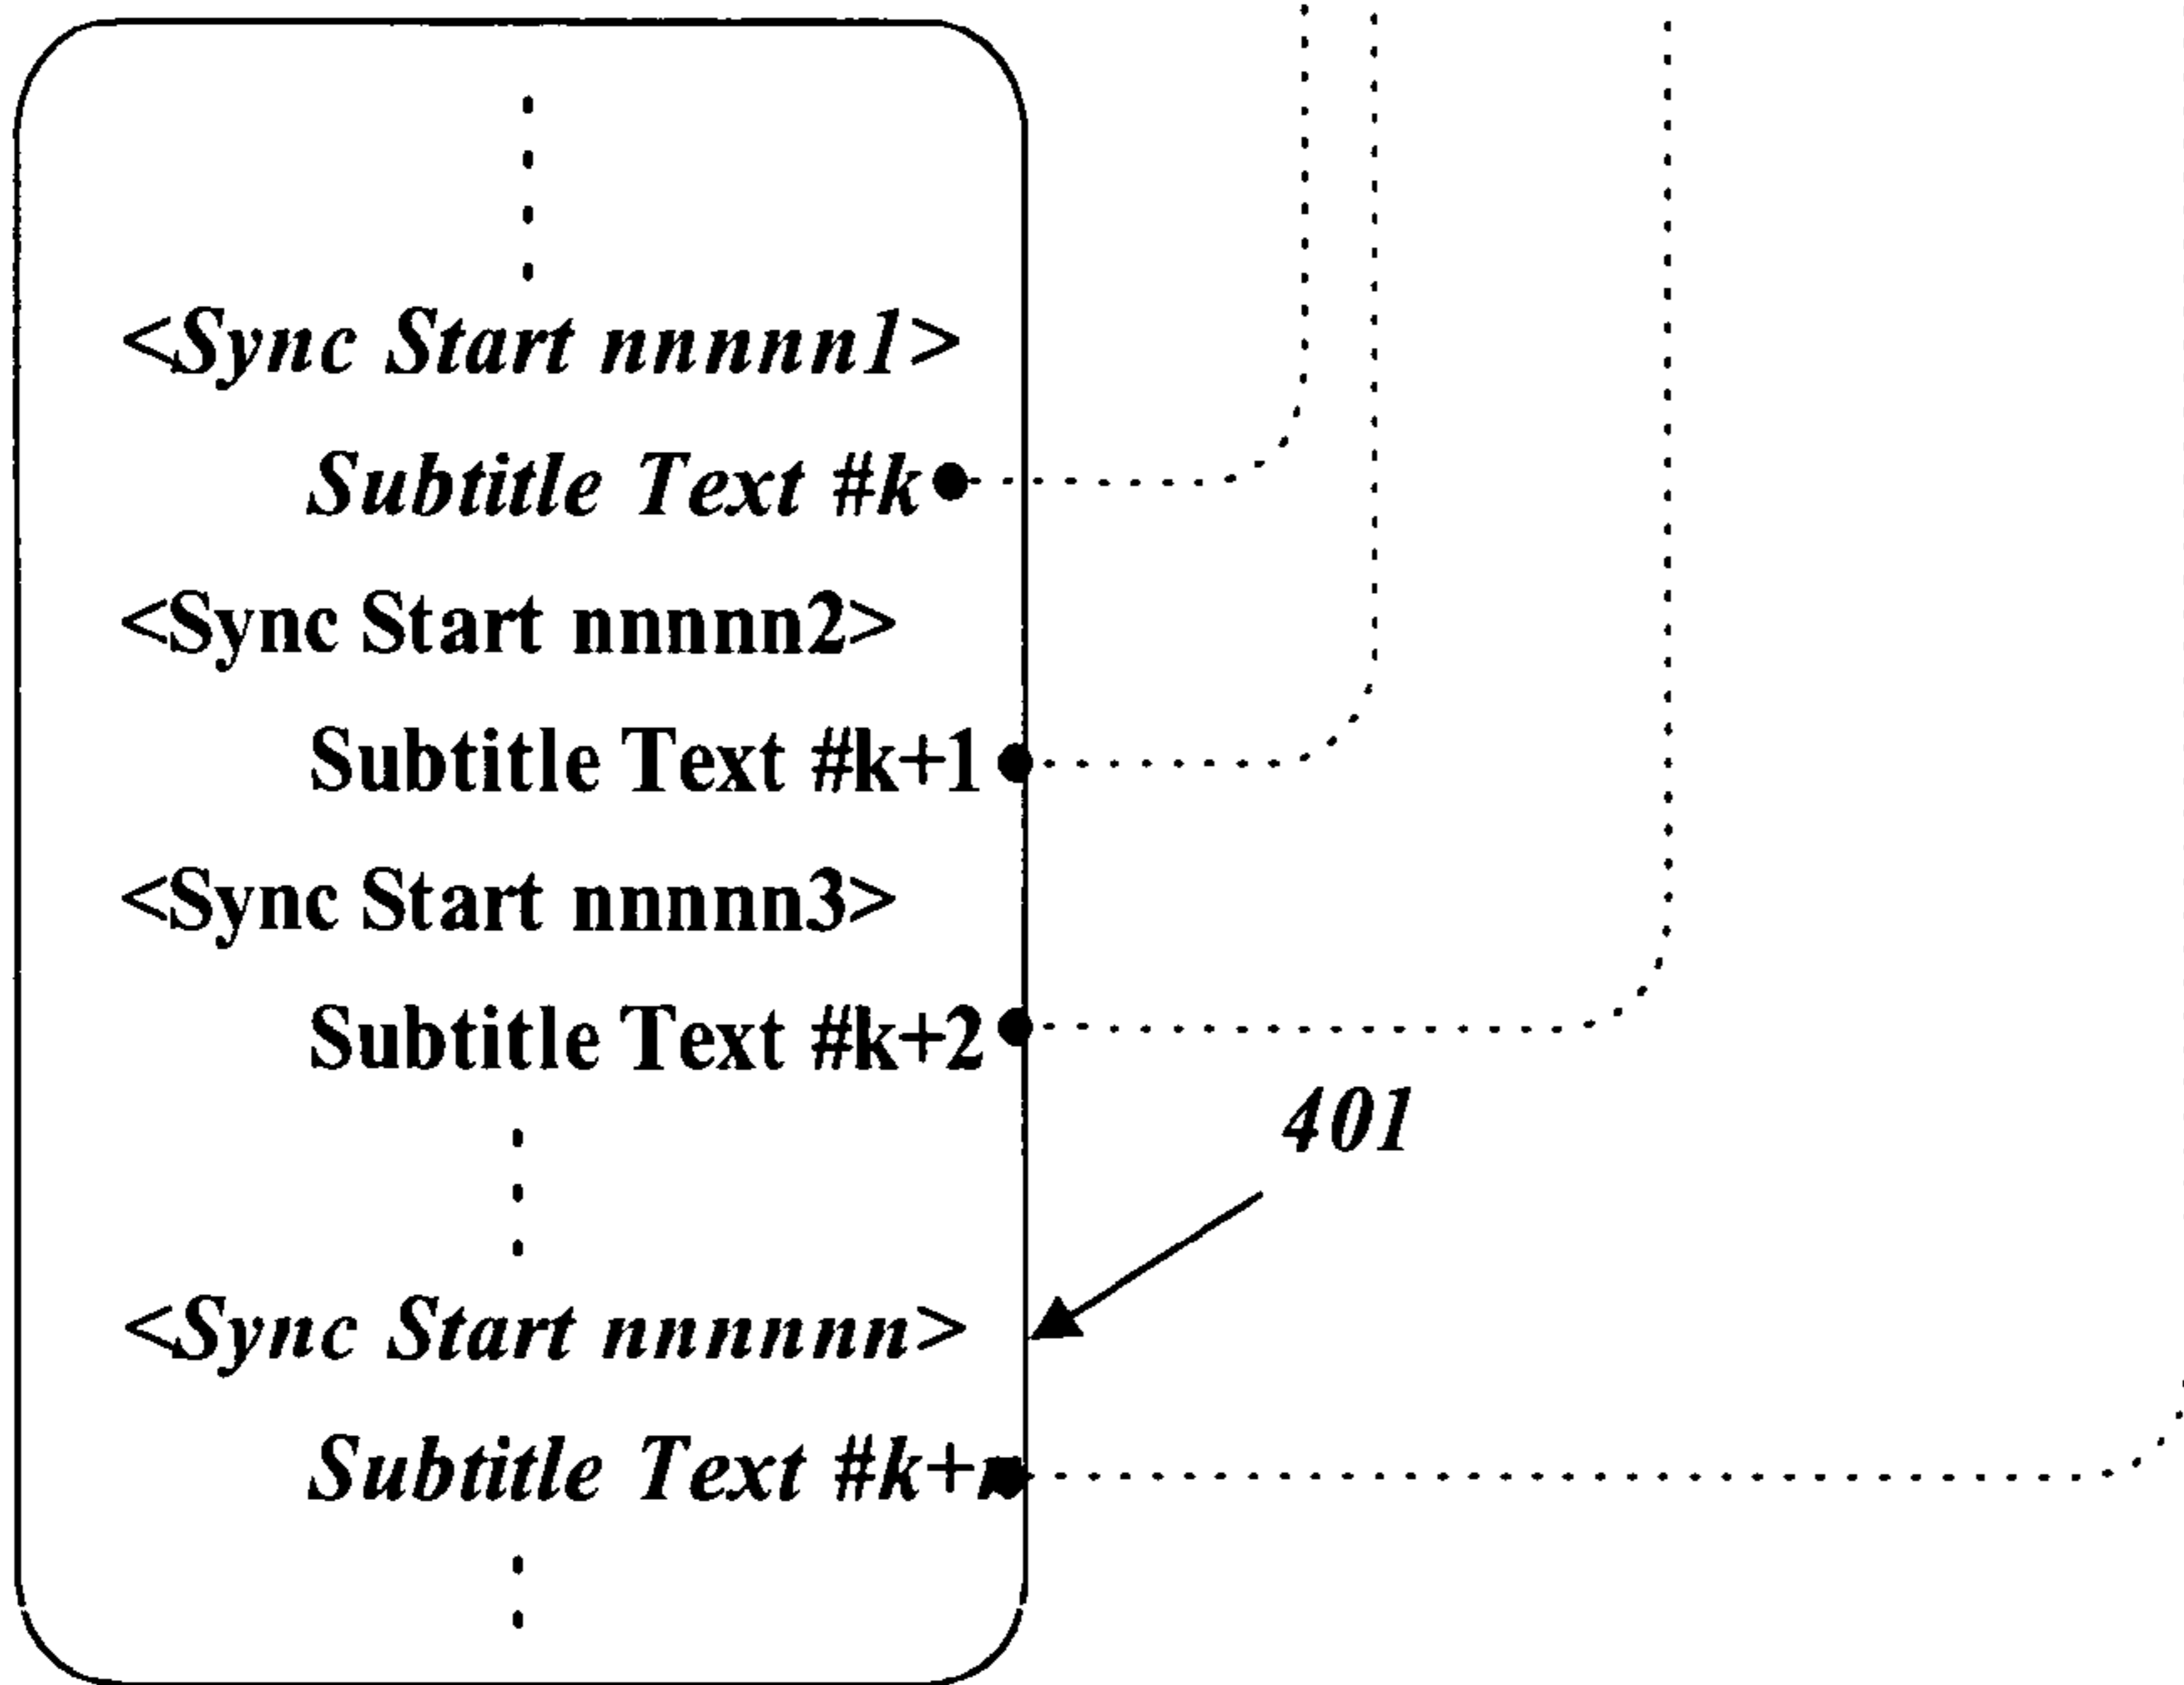 <Sync Start nnnnn1>
Subtitle Text #k
<Sync Start nnnnn2>
Subtitle Text #k+1
<Sync Start nnnnn3>
Subtitle Text #k+2
401
<Sync Start nnnnnn>
Subtitle Text